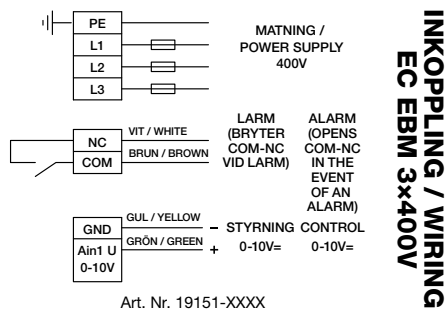 PE
L1
L2
L3
MATNING /
POWER SUPPLY
400V
NC
COM
VIT / WHITE
BRUN / BROWN
LARM
(BRYTER
COM-NC
VID LARM)
ALARM
(OPENS
COM-NC
IN THE
EVENT
OF AN
ALARM)
GND
Ain1 U
0-10V
GUL / YELLOW
GRÖN / GREEN
–
+
STYRNING
0-10V=
CONTROL
0-10V=
Art. Nr. 19151-XXXX
INKOPPLING / WIRING
EC EBM 3×400V